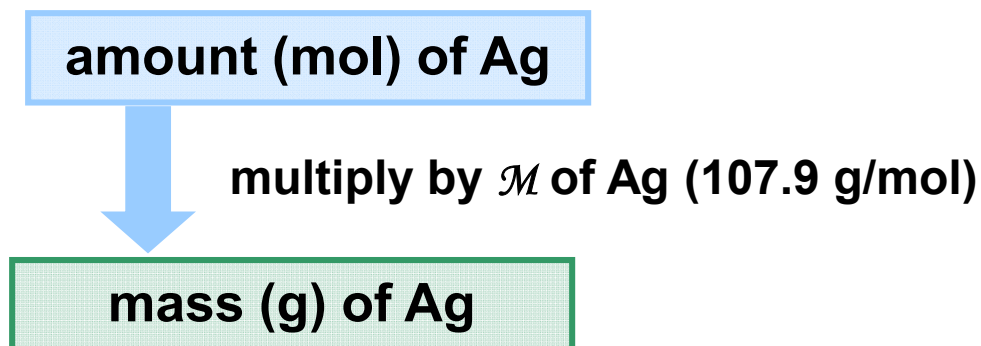 amount (mol) of Ag
multiply by ℳ of Ag (107.9 g/mol)
mass (g) of Ag